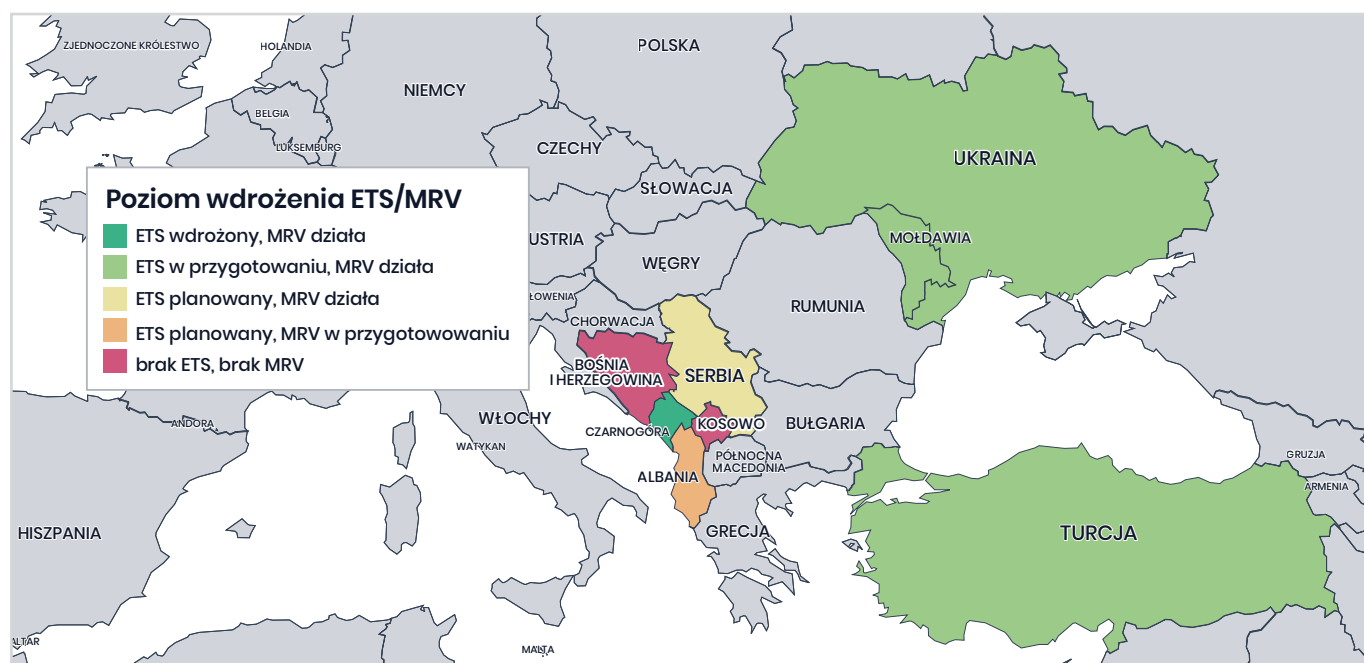 ZJEDNOCZONE KRÓLESTWO
HOLANDIA
POLSKA
NIEMCY
BELGIA
LUKSEMBURG
CZECHY
UKRAINA
SŁOWACJA
Poziom wdrożenia ETS/MRV
ETS wdrożony, MRV działa
ETS w przygotowaniu, MRV działa
ETS planowany, MRV działa
ETS planowany, MRV w przygotowowaniu
brak ETS, brak MRV
USTRIA
MOŁDAWIA
WĘGRY
ŁOWENIA
RUMUNIA
CHORWACJA
BOŚNIA
I HERZEGOWINA
SERBIA
ANDORA
WŁOCHY
CZARNOGÓRA
KOSOWO
BUŁGARIA
WATYKAN
PÓŁNOCNA
MACEDONIA
GRUZJA
ALBANIA
ARMENIA
HISZPANIA
GRECJA
TURCJA
ALTAR
MALTA